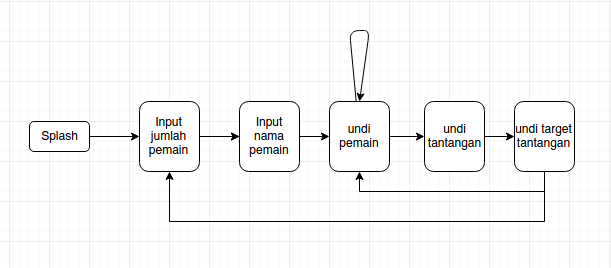 Splash
Input
jumlah
pemain
Input
nama
pemain
undi
pemain
undi
tantangan
undi target
tantangan